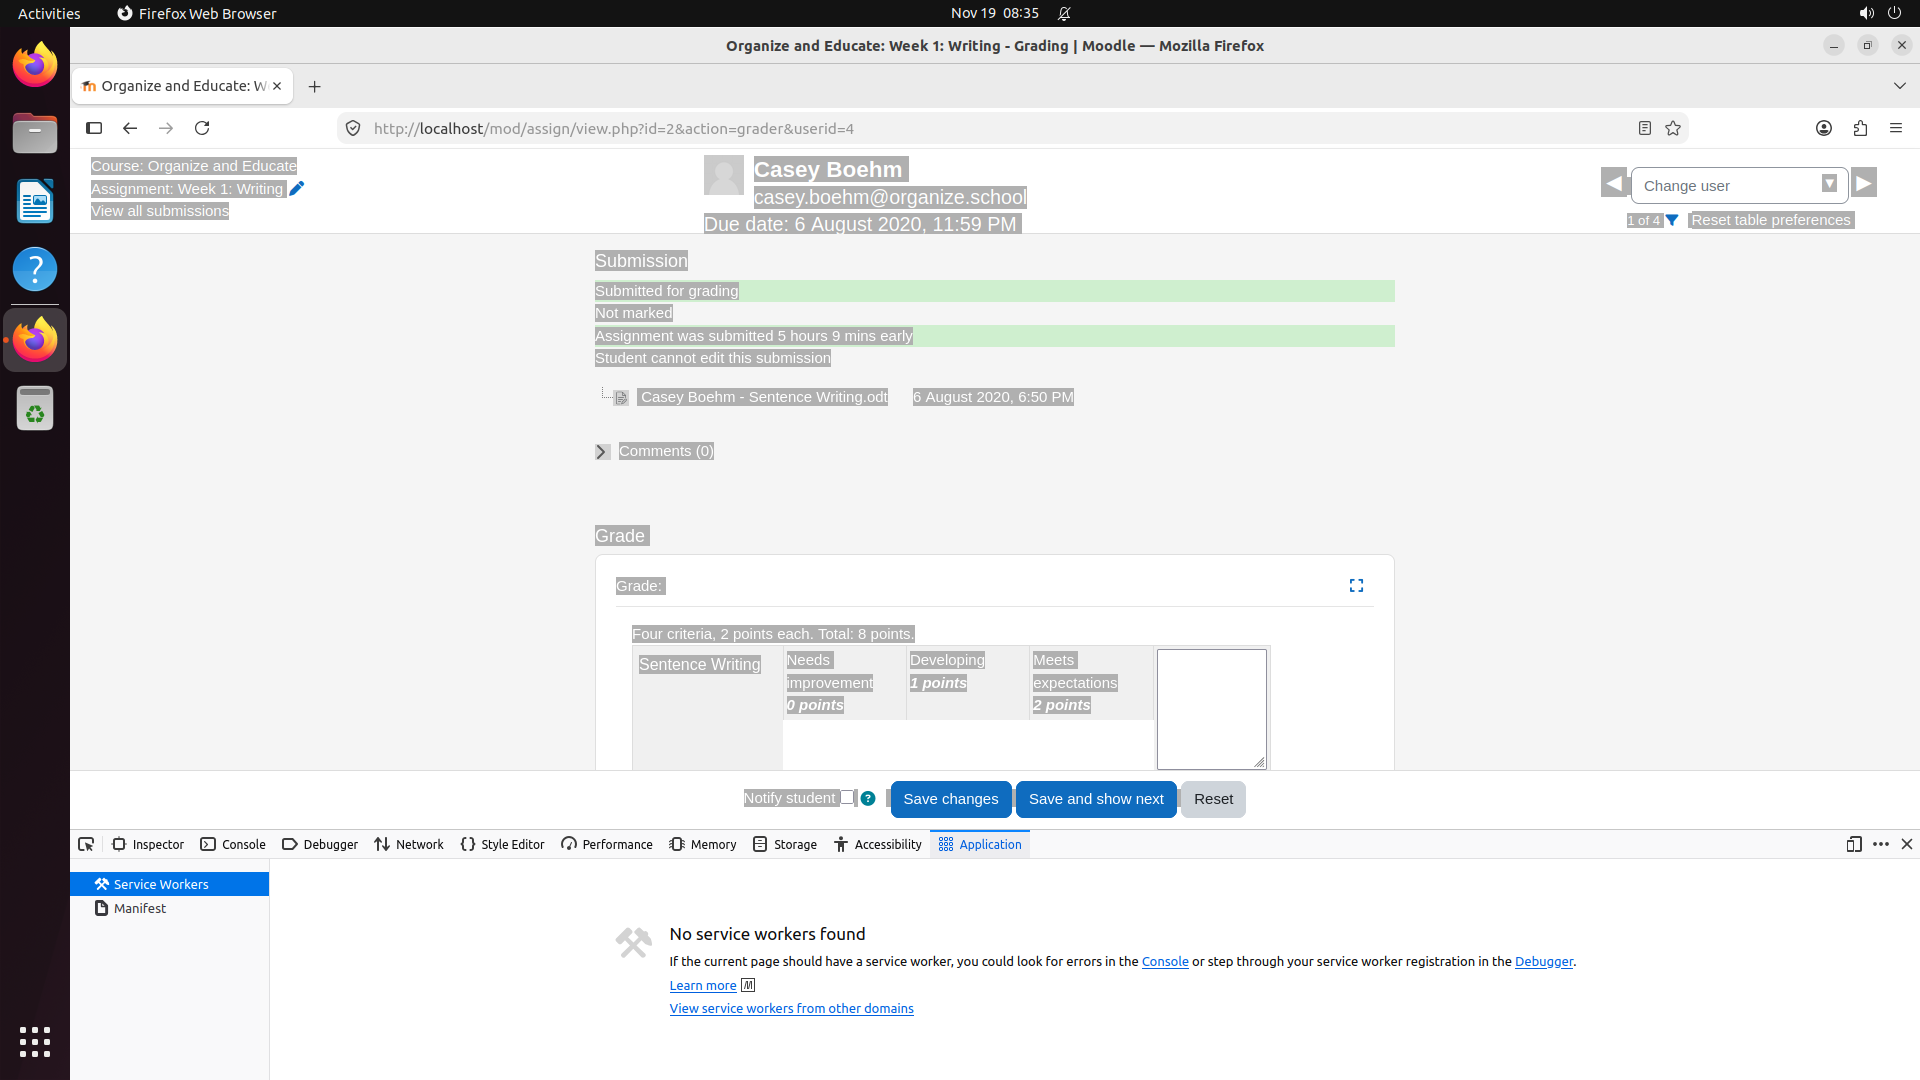 Activities
Firefox Web Browser
Nov 19 08:35
Organize and Educate: Week 1: Writing - Grading | Moodle — Mozilla Firefox
Organize and Educate: W
http://localhost/mod/assign/view.php?id=2&action=grader&userid=4
Course: Organize and Educate
Assignment: Week 1: Writing
View all submissions
Casey Boehm
casey.boehm@organize.school
Due date: 6 August 2020, 11:59 PM
Change user
1 of 4
Reset table preferences
Submission
Submitted for grading
Not marked
Assignment was submitted 5 hours 9 mins early
Student cannot edit this submission
Casey Boehm - Sentence Writing.odt
6 August 2020, 6:50 PM
Comments (0)
Grade
Grade:
Four criteria, 2 points each. Total: 8 points.
Sentence Writing
Needs improvement
0 points
Developing
1 points
Meets expectations
2 points
Notify student
Save changes
Save and show next
Reset
Inspector
Console
Debugger
Network
Style Editor
Performance
Memory
Storage
Accessibility
Application
Service Workers
Manifest
No service workers found
If the current page should have a service worker, you could look for errors in the Console or step through your service worker registration in the Debugger.
Learn more
View service workers from other domains